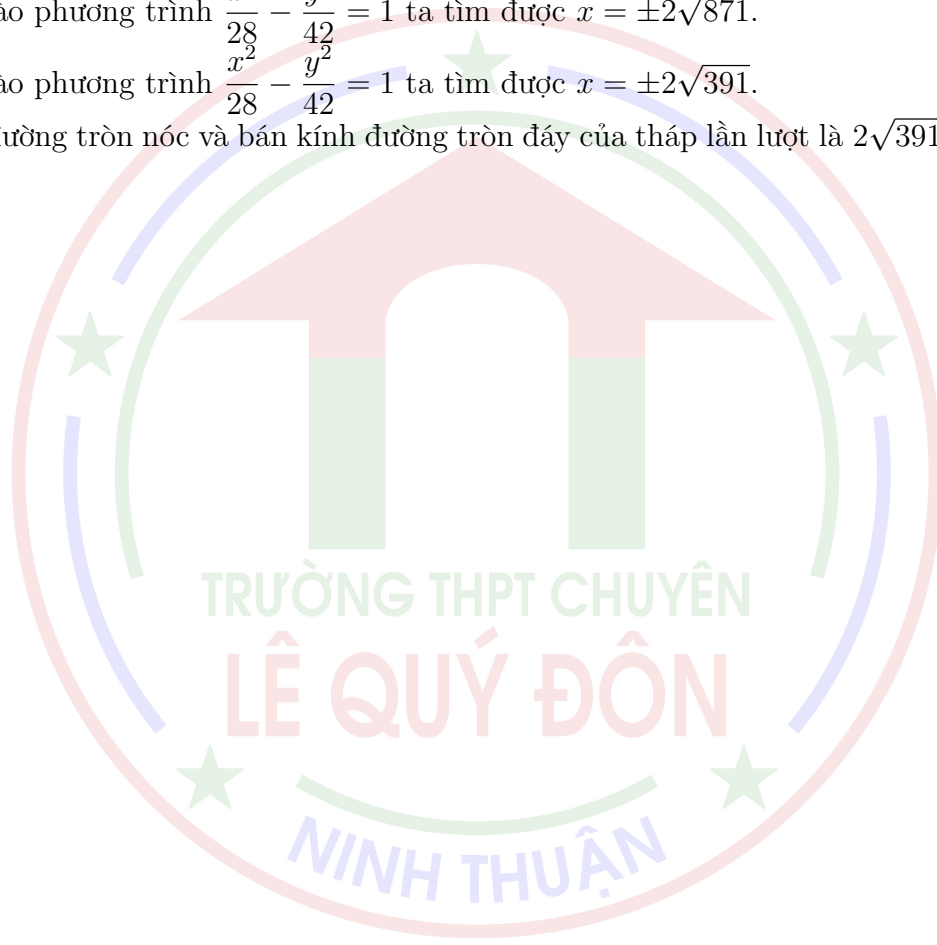 ào phương trình x²/28 − y²/42 = 1 ta tìm được x = ±2√871.
ào phương trình x²/28 − y²/42 = 1 ta tìm được x = ±2√391.
ường tròn nóc và bán kính đường tròn đáy của tháp lần lượt là 2√391
TRƯỜNG THPT CHUYÊN
LÊ QUÝ ĐÔN
NINH THUẬN